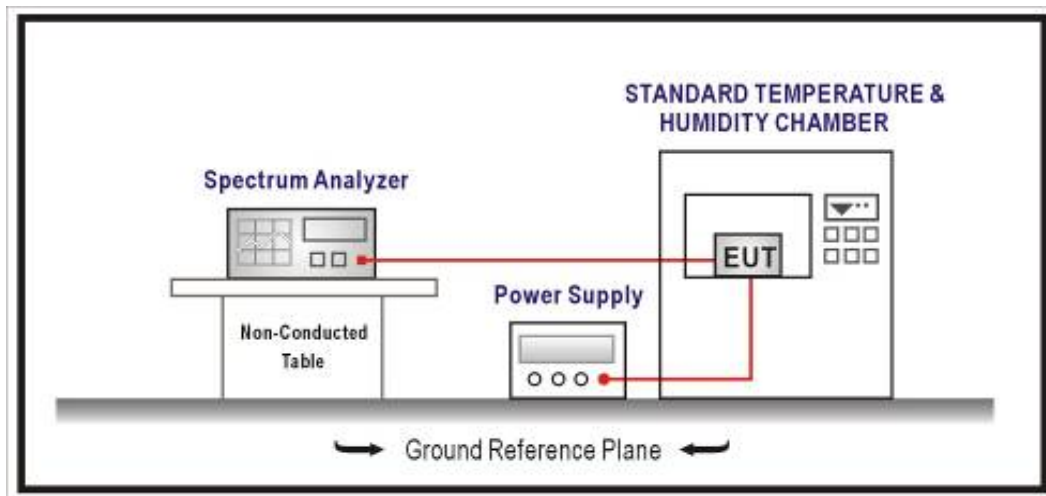 STANDARD TEMPERATURE &
HUMIDITY CHAMBER
Spectrum Analyzer
EUT
Power Supply
Non-Conducted
Table
Ground Reference Plane